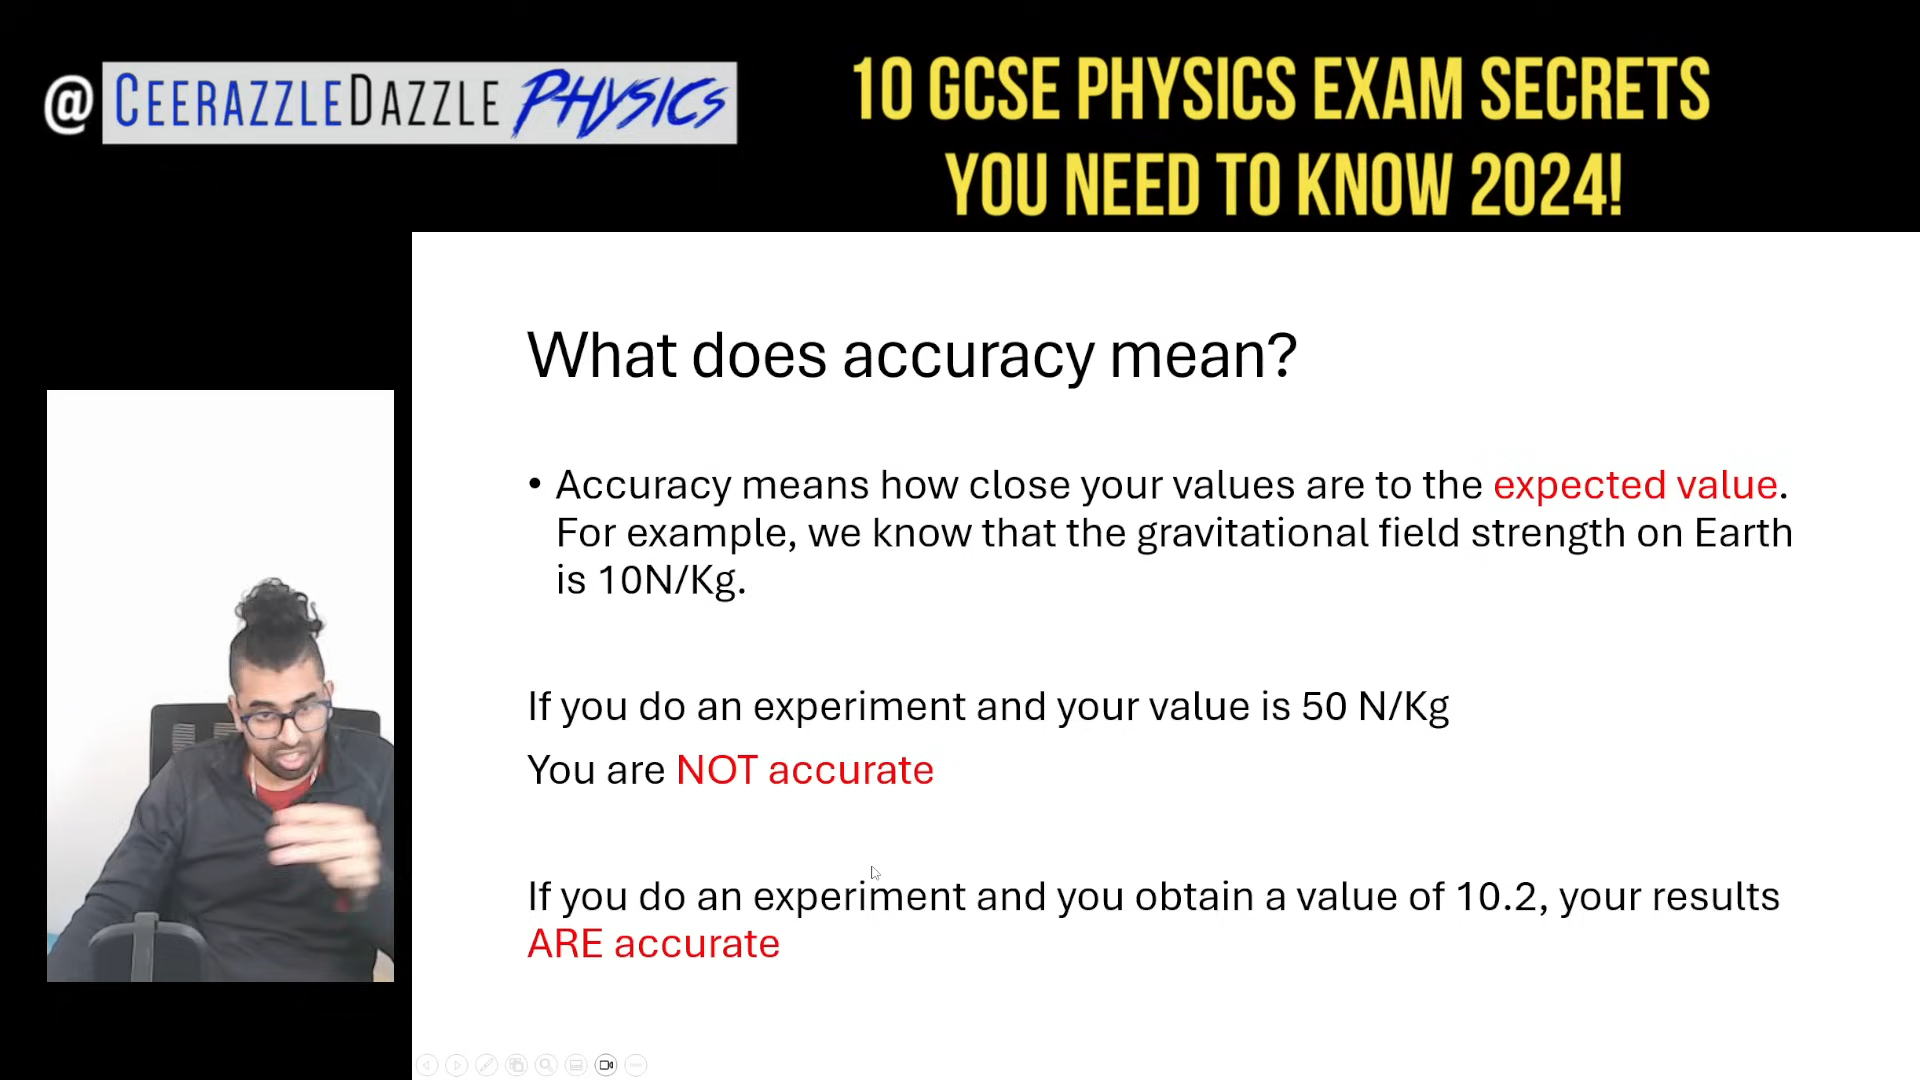 @ CEERAZZLEDAZZLE PHYSICS
10 GCSE PHYSICS EXAM SECRETS
YOU NEED TO KNOW 2024!
What does accuracy mean?
• Accuracy means how close your values are to the expected value.
For example, we know that the gravitational field strength on Earth
is 10N/Kg.
If you do an experiment and your value is 50 N/Kg
You are NOT accurate
If you do an experiment and you obtain a value of 10.2, your results
ARE accurate